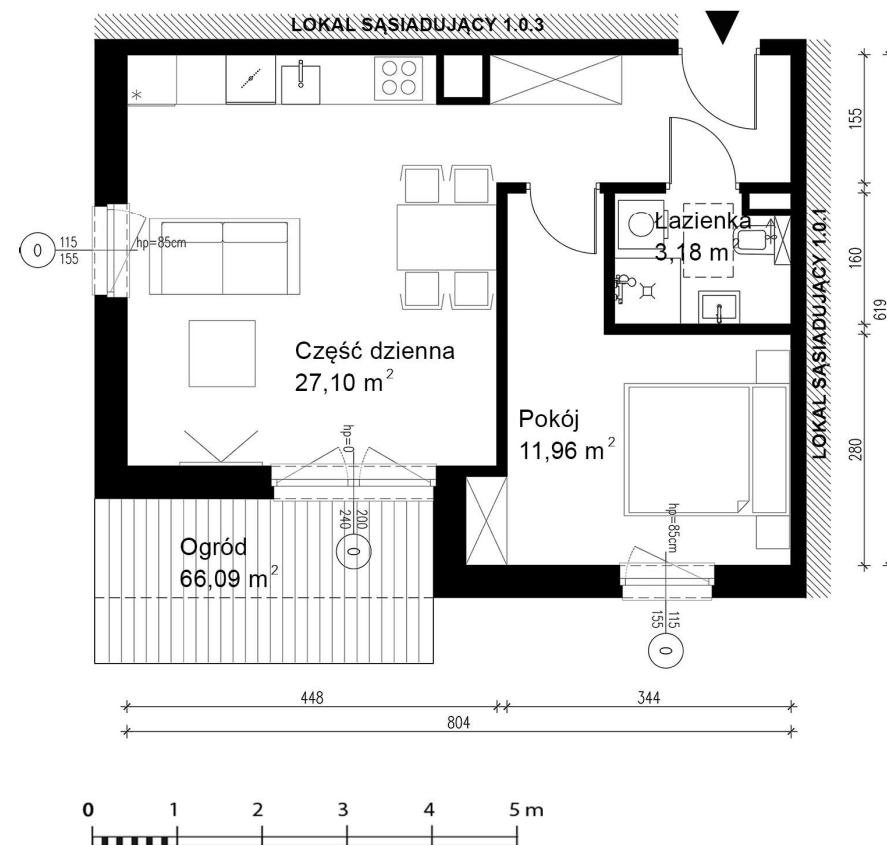 LOKAL SĄSIADUJĄCY 1.0.3
155
Łazienka
3,18 m
LOKAL SĄSIADUJĄCY 1.0.1
160
619
0
115
155
hp=85cm
Część dzienna
27,10 m²
Pokój
11,96 m²
280
hp=0
200
240
0
hp=85cm
Ogród
66,09 m²
115
155
0
448
344
804
0 1 2 3 4 5 m